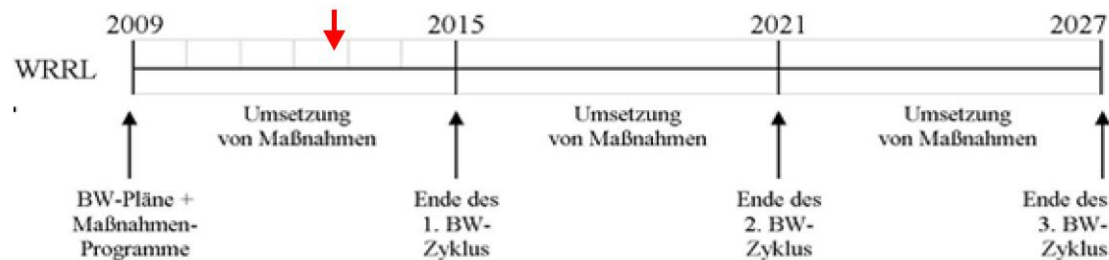 2009 2015 2021 2027
WRRL
Umsetzung Umsetzung Umsetzung
von Maßnahmen von Maßnahmen von Maßnahmen
BW-Pläne + Ende des Ende des Ende des
Maßnahmen- 1. BW- 2. BW- 3. BW-
Programme Zyklus Zyklus Zyklus